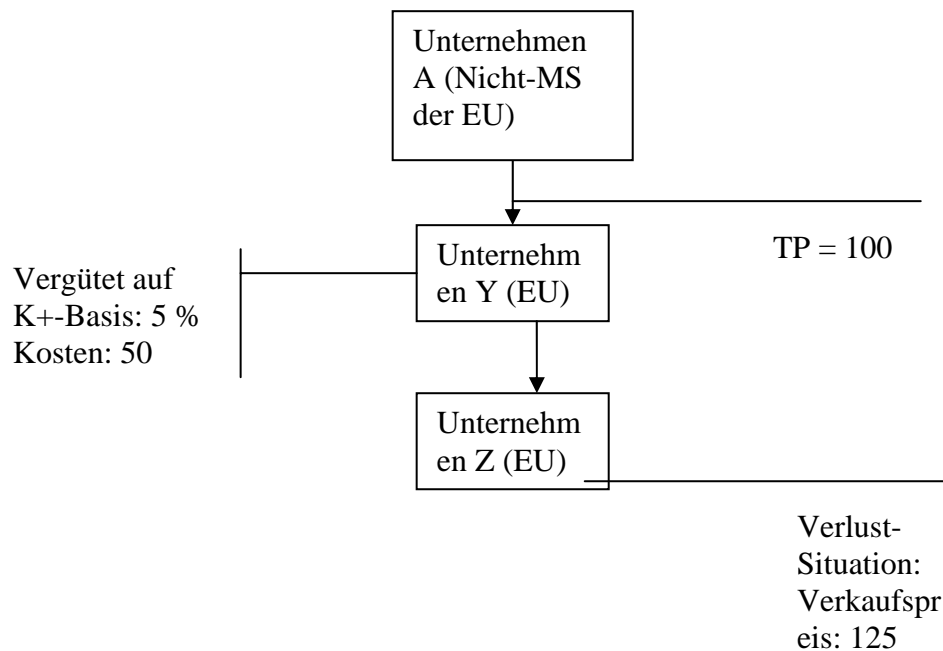 Unternehmen
A (Nicht-MS
der EU)
TP = 100
Unternehm
en Y (EU)
Vergütet auf
K+-Basis: 5 %
Kosten: 50
Unternehm
en Z (EU)
Verlust-
Situation:
Verkaufspr
eis: 125